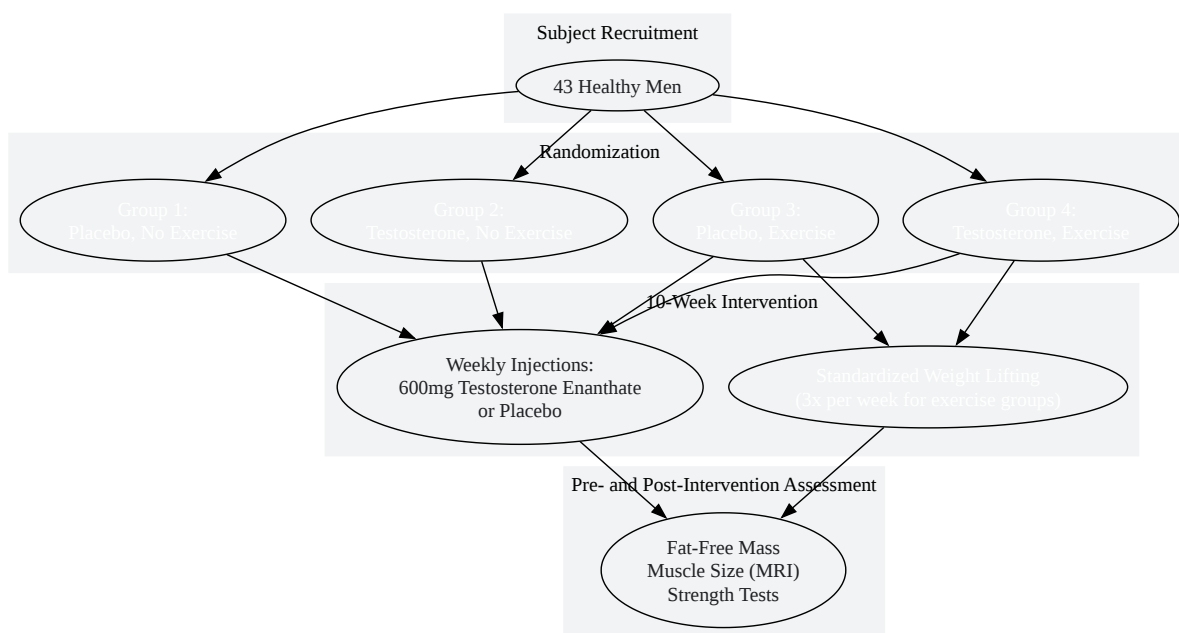 Subject Recruitment
43 Healthy Men
Randomization
Group 1:
Placebo, No Exercise
Group 2:
Testosterone, No Exercise
Group 3:
Placebo, Exercise
Group 4:
Testosterone, Exercise
10-Week Intervention
Weekly Injections:
600mg Testosterone Enanthate
or Placebo
Standardized Weight Lifting
(3x per week for exercise groups)
Pre- and Post-Intervention Assessment
Fat-Free Mass
Muscle Size (MRI)
Strength Tests